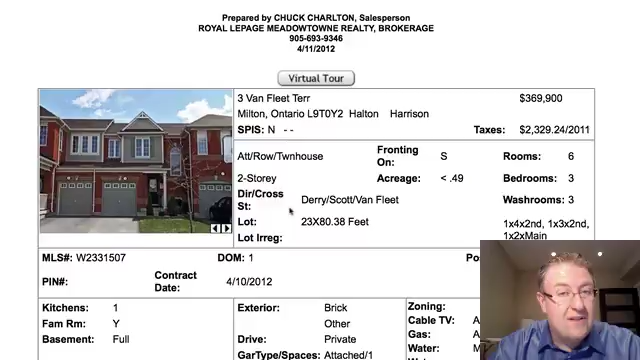 Prepared by CHUCK CHARLTON, Salesperson
ROYAL LEPAGE MEADOWTOWNE REALTY, BROKERAGE
905-693-9346
4/11/2012
Virtual Tour
3 Van Fleet Terr $369,900
Milton, Ontario L9T0Y2 Halton Harrison
SPIS: N - - Taxes: $2,329.24/2011
Att/Row/Twnhouse Fronting On: S Rooms: 6
2-Storey Acreage: < .49 Bedrooms: 3
Dir/Cross St: Derry/Scott/Van Fleet Washrooms: 3
Lot: 23X80.38 Feet 1x4x2nd, 1x3x2nd,
Lot Irreg: 1x2xMain
MLS#: W2331507 DOM: 1
PIN#: Contract Date: 4/10/2012
Kitchens: 1 Exterior: Brick Zoning:
Fam Rm: Y Other Cable TV: A
Basement: Full Drive: Private Gas: A
GarType/Spaces: Attached/1 Water: M